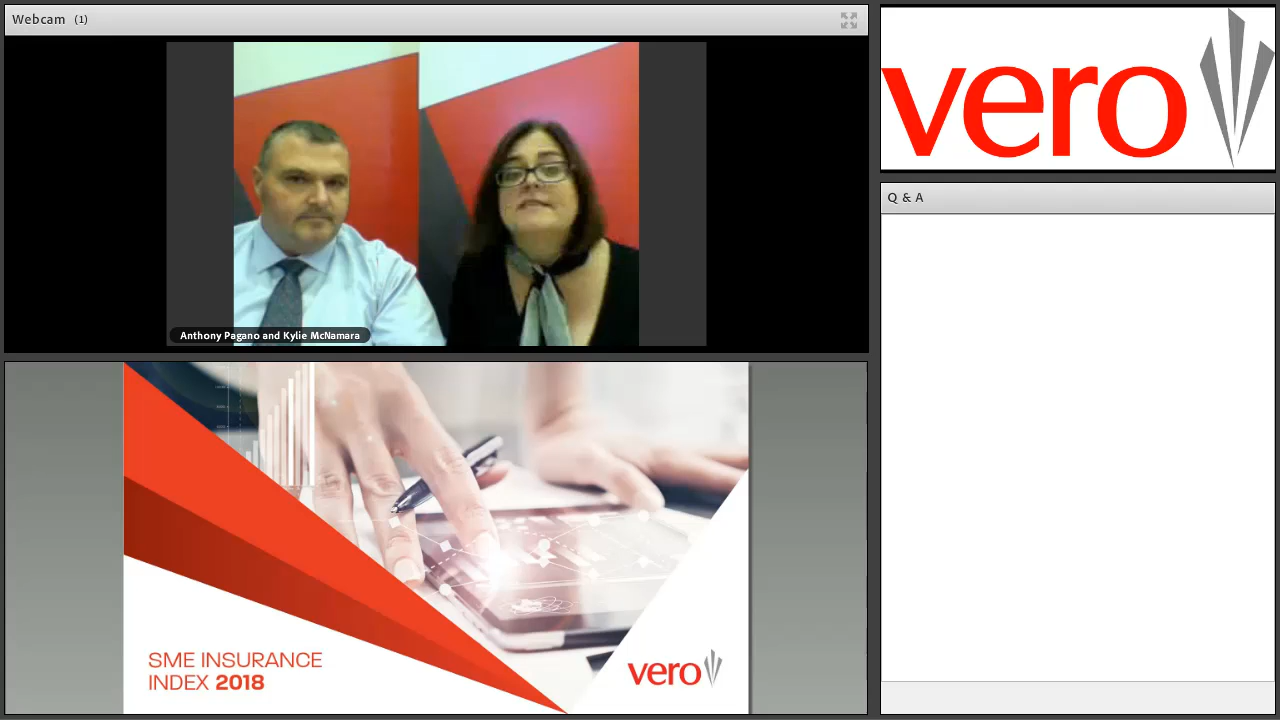 Webcam (1)
vero
Q & A
Anthony Pagano and Kylie McNamara
SME INSURANCE
INDEX 2018
vero